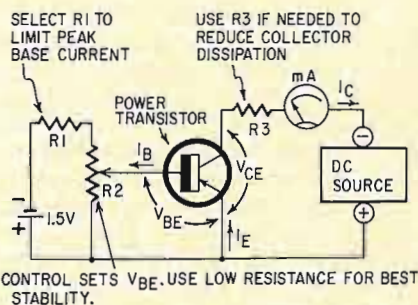 SELECT R1 TO
LIMIT PEAK
BASE CURRENT
USE R3 IF NEEDED TO
REDUCE COLLECTOR
DISSIPATION
mA
IC
POWER
TRANSISTOR
R3
R1
IB
R2
VCE
VBE
IE
-
+
1.5V
−
DC
SOURCE
+
CONTROL SETS VBE. USE LOW RESISTANCE FOR BEST
STABILITY.